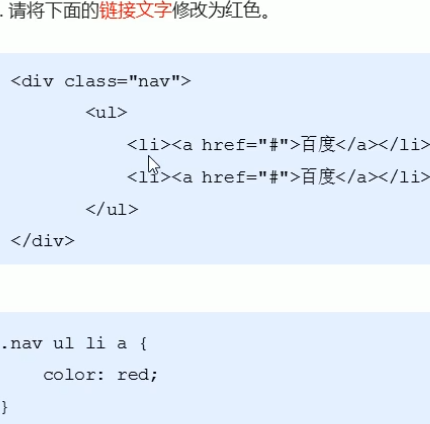 . 请将下面的链接文字修改为红色。
<div class="nav">
<ul>
<li><a href="#">百度</a></li>
<li><a href="#">百度</a></li>
</ul>
</div>
.nav ul li a {
color: red;
}